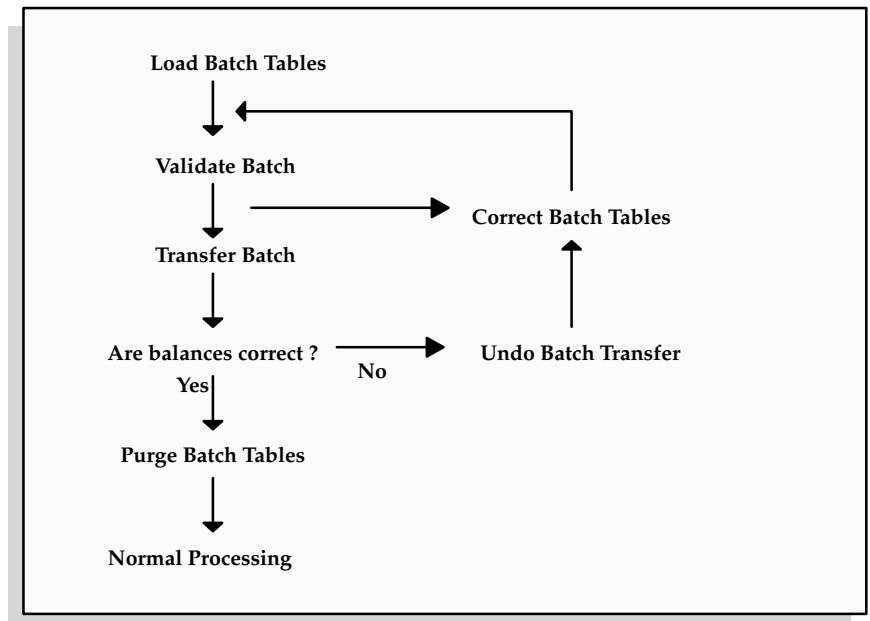 Load Batch Tables
Validate Batch
Correct Batch Tables
Transfer Batch
Are balances correct ?
No
Undo Batch Transfer
Yes
Purge Batch Tables
Normal Processing